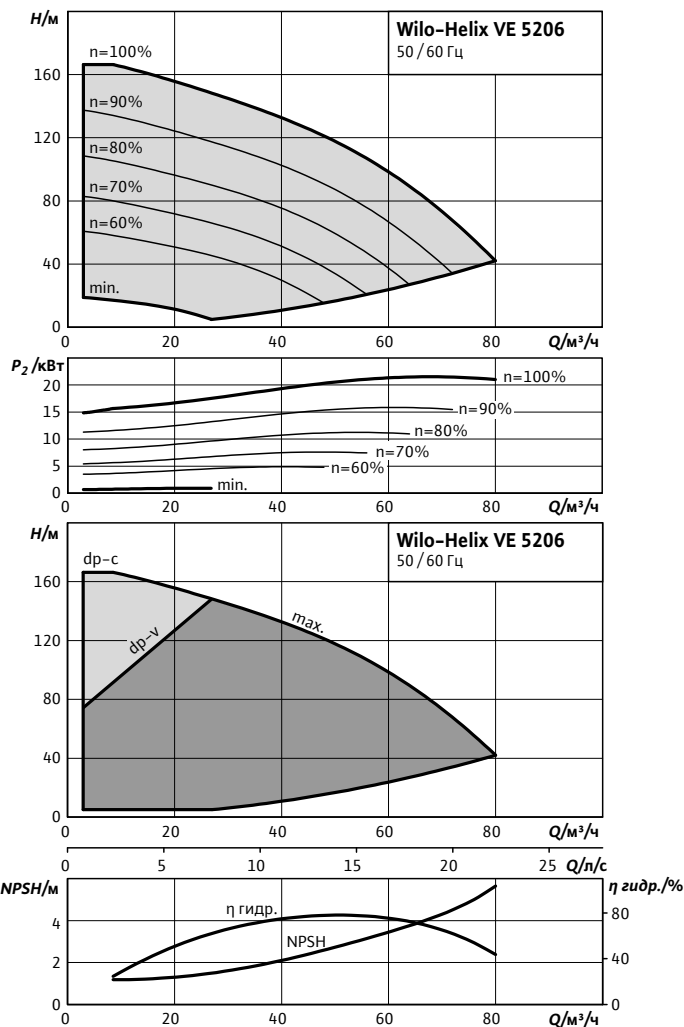 H/м
Wilo-Helix VE 5206
50 / 60 Гц
n=100%
160
n=90%
120
n=80%
80
n=70%
n=60%
40
min.
0
0 20 40 60 80 Q/м³/ч
P₂ /кВт
20
n=100%
15
n=90%
10
n=80%
n=70%
5
n=60%
min.
0
0 20 40 60 80 Q/м³/ч
H/м
Wilo-Helix VE 5206
50 / 60 Гц
dp-c
160
dp-v
max.
120
80
40
0
0 20 40 60 80 Q/м³/ч
0 5 10 15 20 25 Q/л/с
NPSH/м
η гидр./%
η гидр.
80
4
NPSH
2
40
0
0
0 20 40 60 80 Q/м³/ч